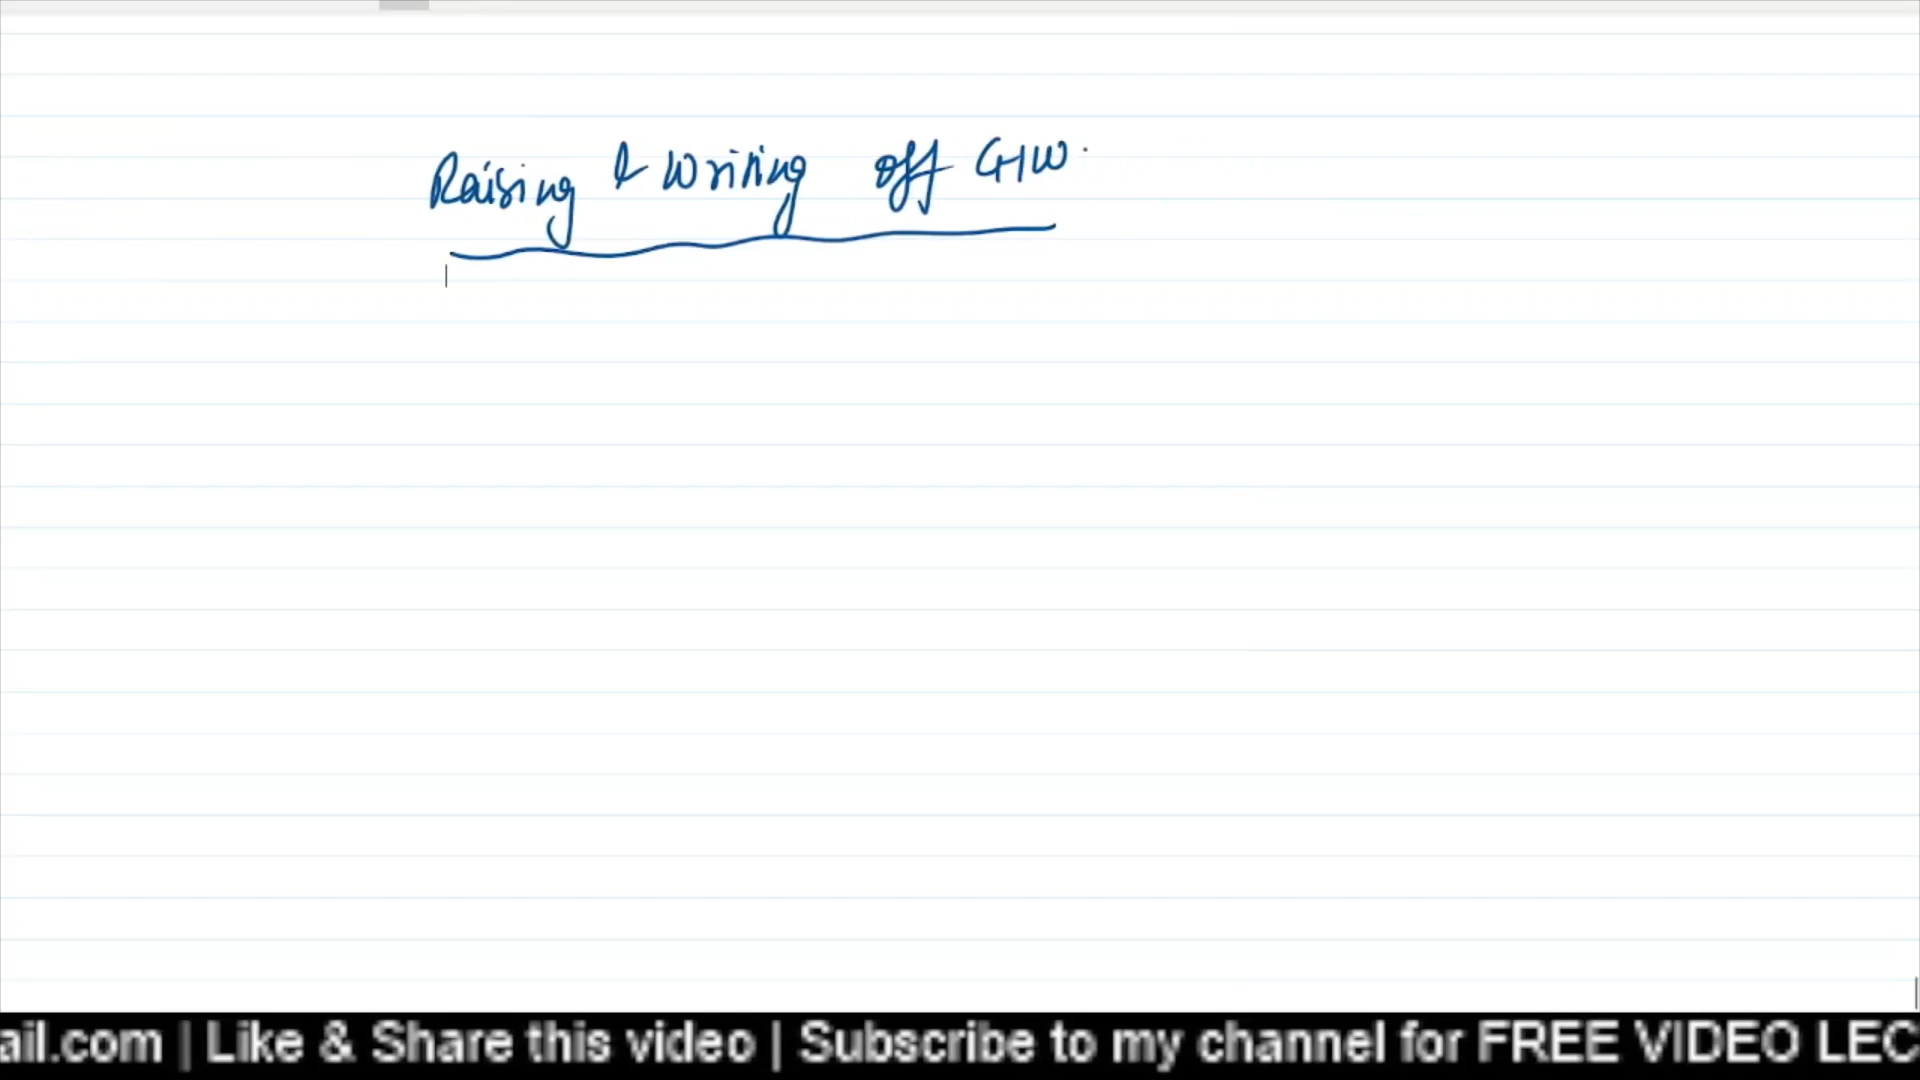 Raising & Writing off G/W.
ail.com | Like & Share this video | Subscribe to my channel for FREE VIDEO LEC